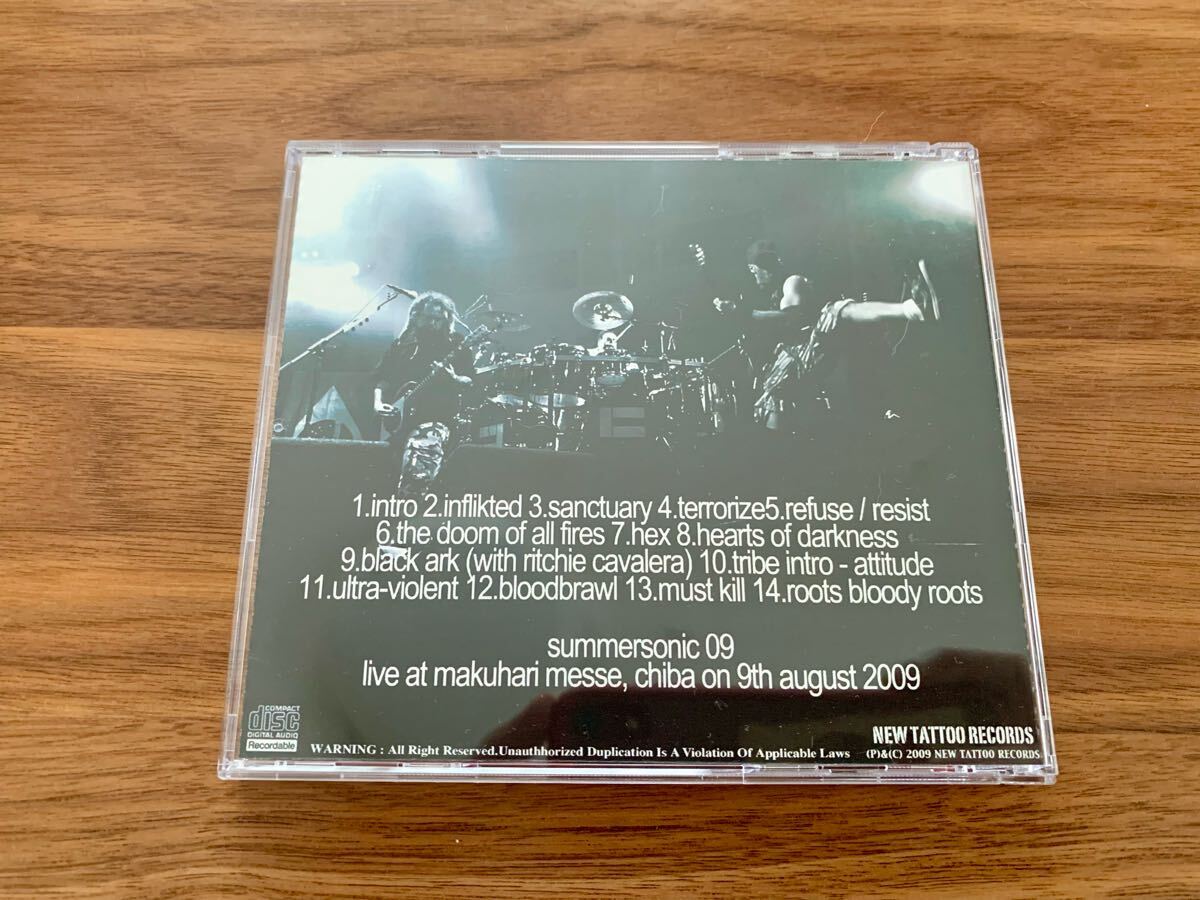 1.intro 2.inflikted 3.sanctuary 4.terrorize5.refuse / resist
6.the doom of all fires 7.hex 8.hearts of darkness
9.black ark (with ritchie cavalera) 10.tribe intro - attitude
11.ultra-violent 12.bloodbrawl 13.must kill 14.roots bloody roots
summersonic 09
live at makuhari messe, chiba on 9th august 2009
COMPACT
disc
DIGITAL AUDIO
Recordable
WARNING : All Right Reserved.Unauthhorized Duplication Is A Violation Of Applicable Laws
NEW TATTOO RECORDS
(P)&(C) 2009 NEW TATTOO RECORDS